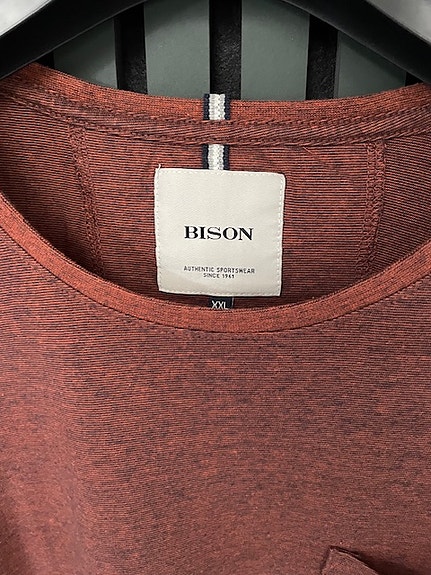 BISON
AUTHENTIC SPORTSWEAR
SINCE 1961
XXL